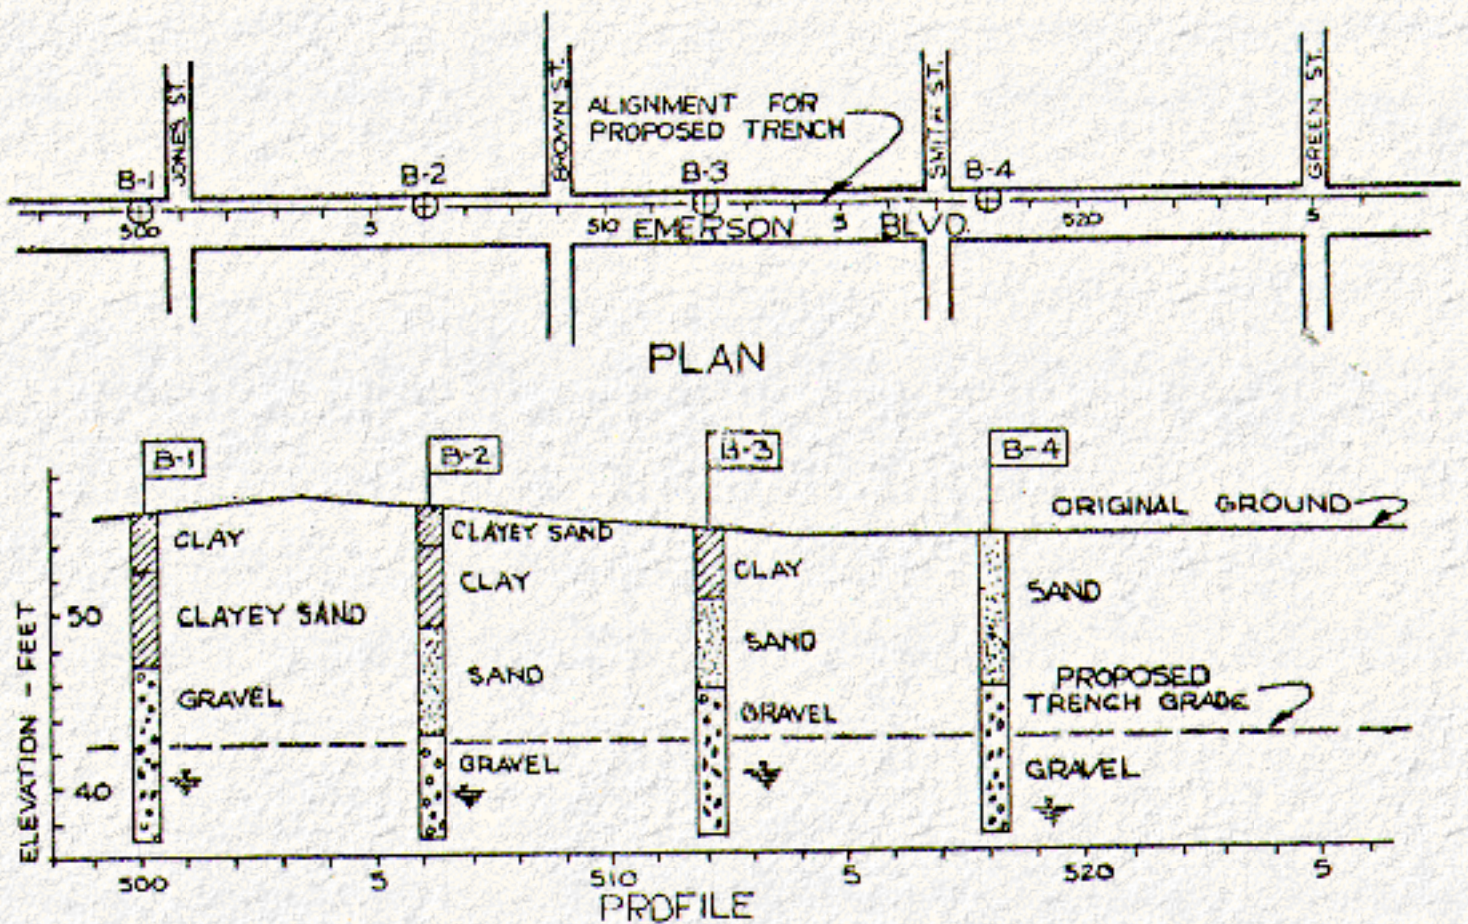 JONES ST.
BROWN ST.
SMITH ST.
GREEN ST.
ALIGNMENT FOR
PROPOSED TRENCH
B-1
B-2
B-3
B-4
500
5
510
EMERSON
5
BLVD.
520
5
PLAN
B-1
B-2
B-3
B-4
ORIGINAL GROUND
CLAY
CLAYEY SAND
CLAY
SAND
CLAY
ELEVATION - FEET
50
CLAYEY SAND
SAND
SAND
PROPOSED
TRENCH GRADE
GRAVEL
GRAVEL
GRAVEL
GRAVEL
40
500
5
510
5
520
5
PROFILE